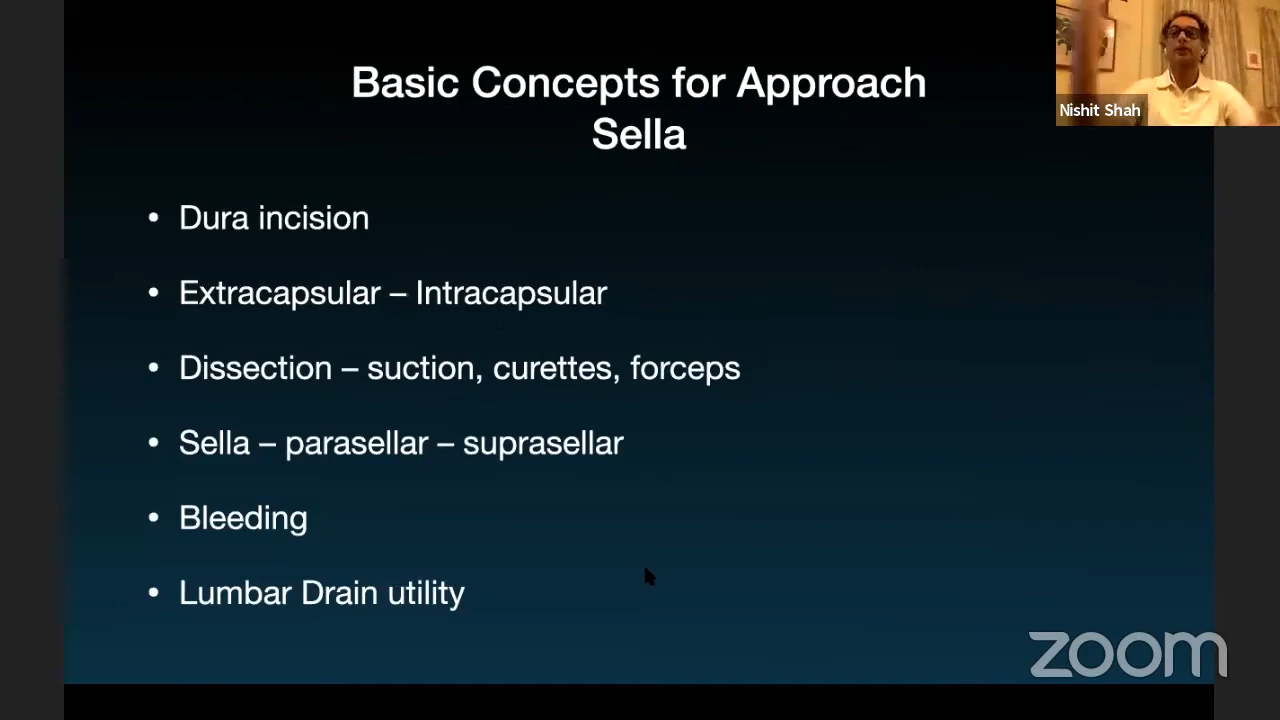 Basic Concepts for Approach
Sella
Nishit Shah
• Dura incision
• Extracapsular – Intracapsular
• Dissection – suction, curettes, forceps
• Sella – parasellar – suprasellar
• Bleeding
• Lumbar Drain utility
zoom